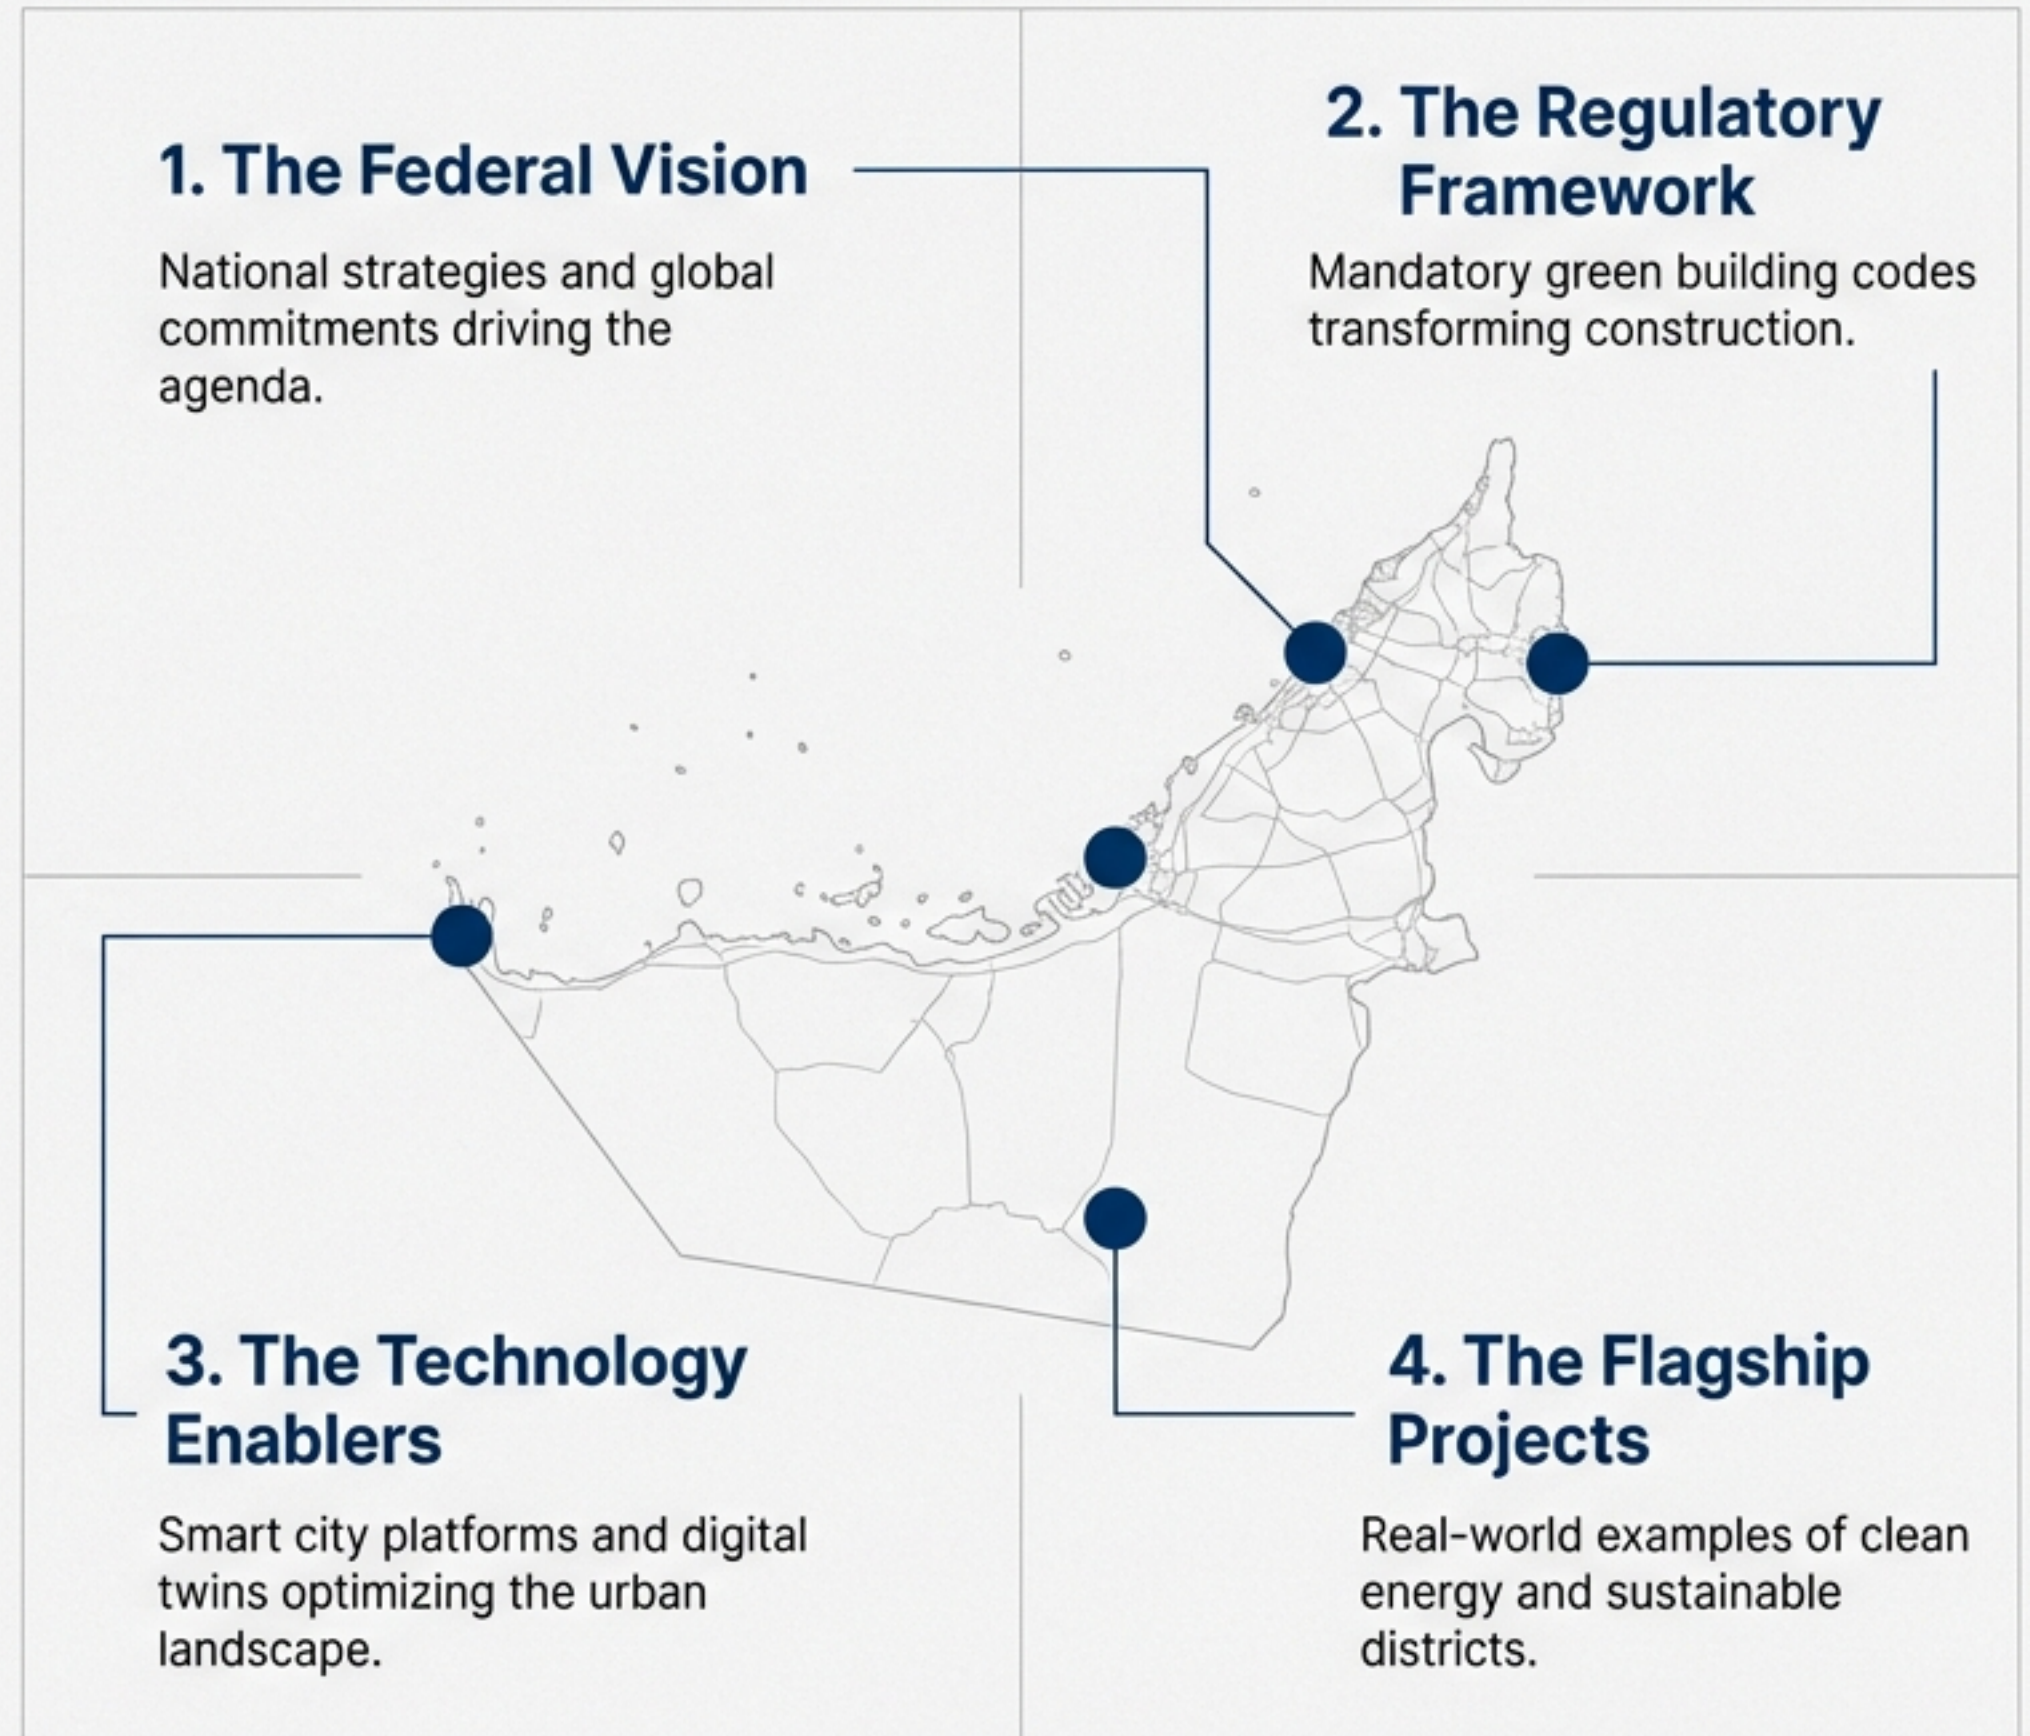 1. The Federal Vision
National strategies and global
commitments driving the
agenda.
2. The Regulatory
Framework
Mandatory green building codes
transforming construction.
3. The Technology
Enablers
Smart city platforms and digital
twins optimizing the urban
landscape.
4. The Flagship
Projects
Real-world examples of clean
energy and sustainable
districts.